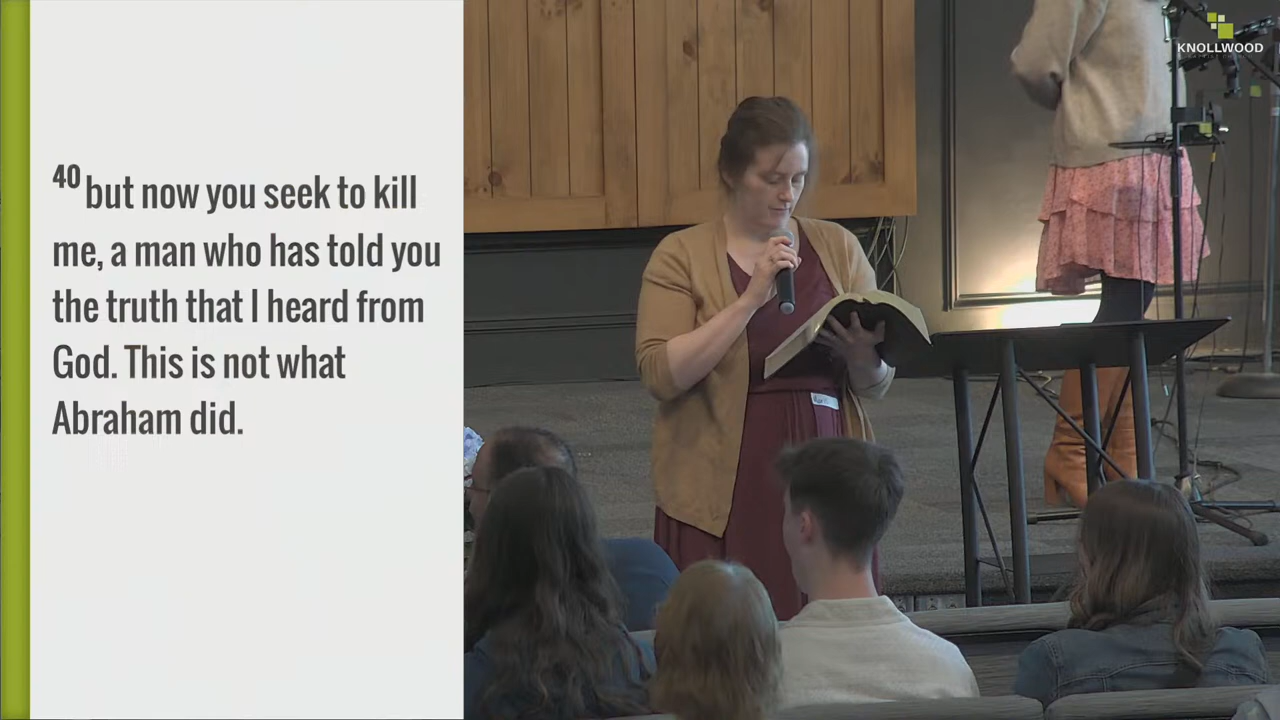 40 but now you seek to kill
me, a man who has told you
the truth that I heard from
God. This is not what
Abraham did.
KNOLLWOOD